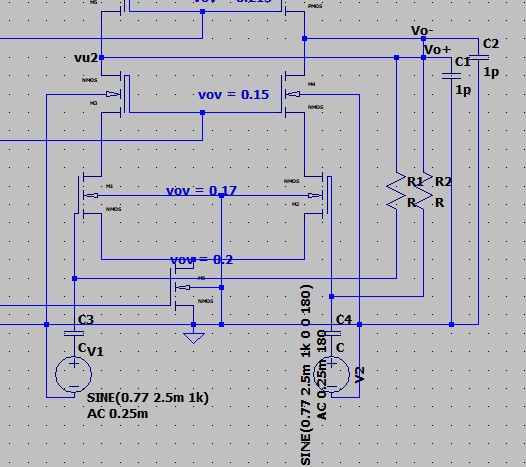 vov = 0.215
M5
PMOS
Vo-
Vo+
C2
vu2
C1
1p
NMOS
M4
vov = 0.15
1p
M3
NMOS
NMOS
R1
R2
M1
vov = 0.17
R
R
NMOS
M2
vov = 0.2
M0
NMOS
C3
C4
C
V1
C
V2
SINE(0.77 2.5m 1k)
AC 0.25m
SINE(0.77 2.5m 1k 0 0 180)
AC 0.25m 180